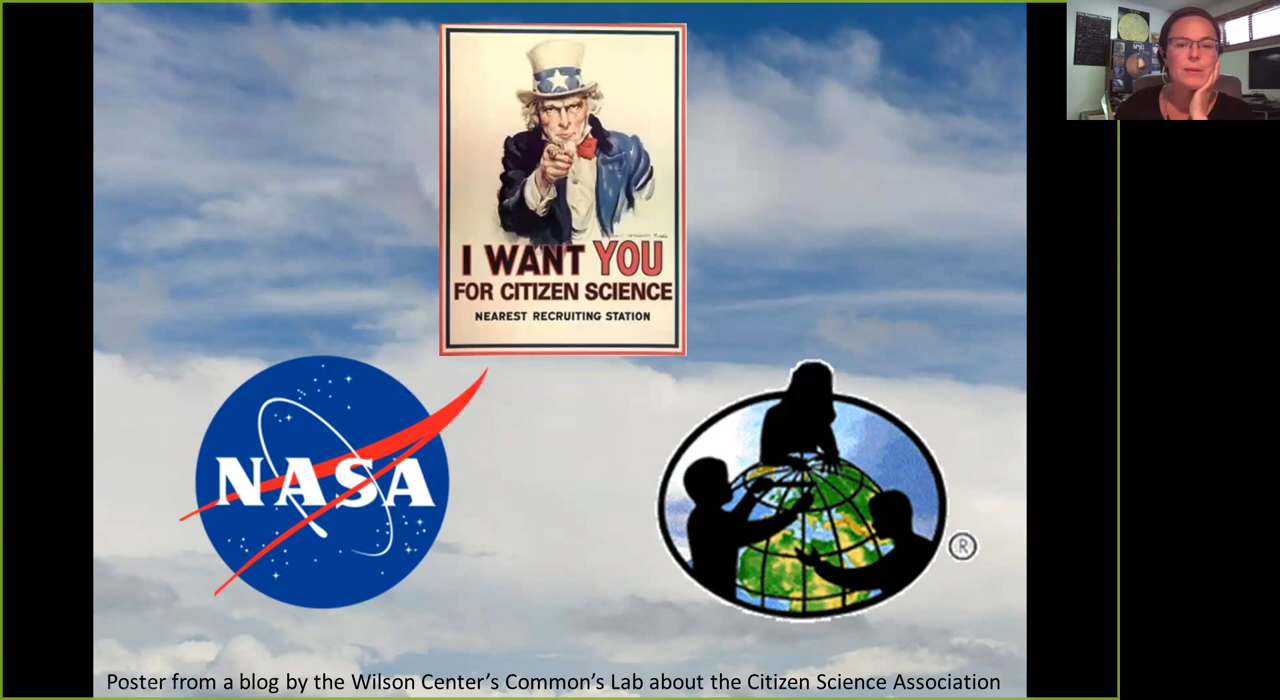 I WANT YOU
FOR CITIZEN SCIENCE
NEAREST RECRUITING STATION
NASA
®
Poster from a blog by the Wilson Center’s Common’s Lab about the Citizen Science Association